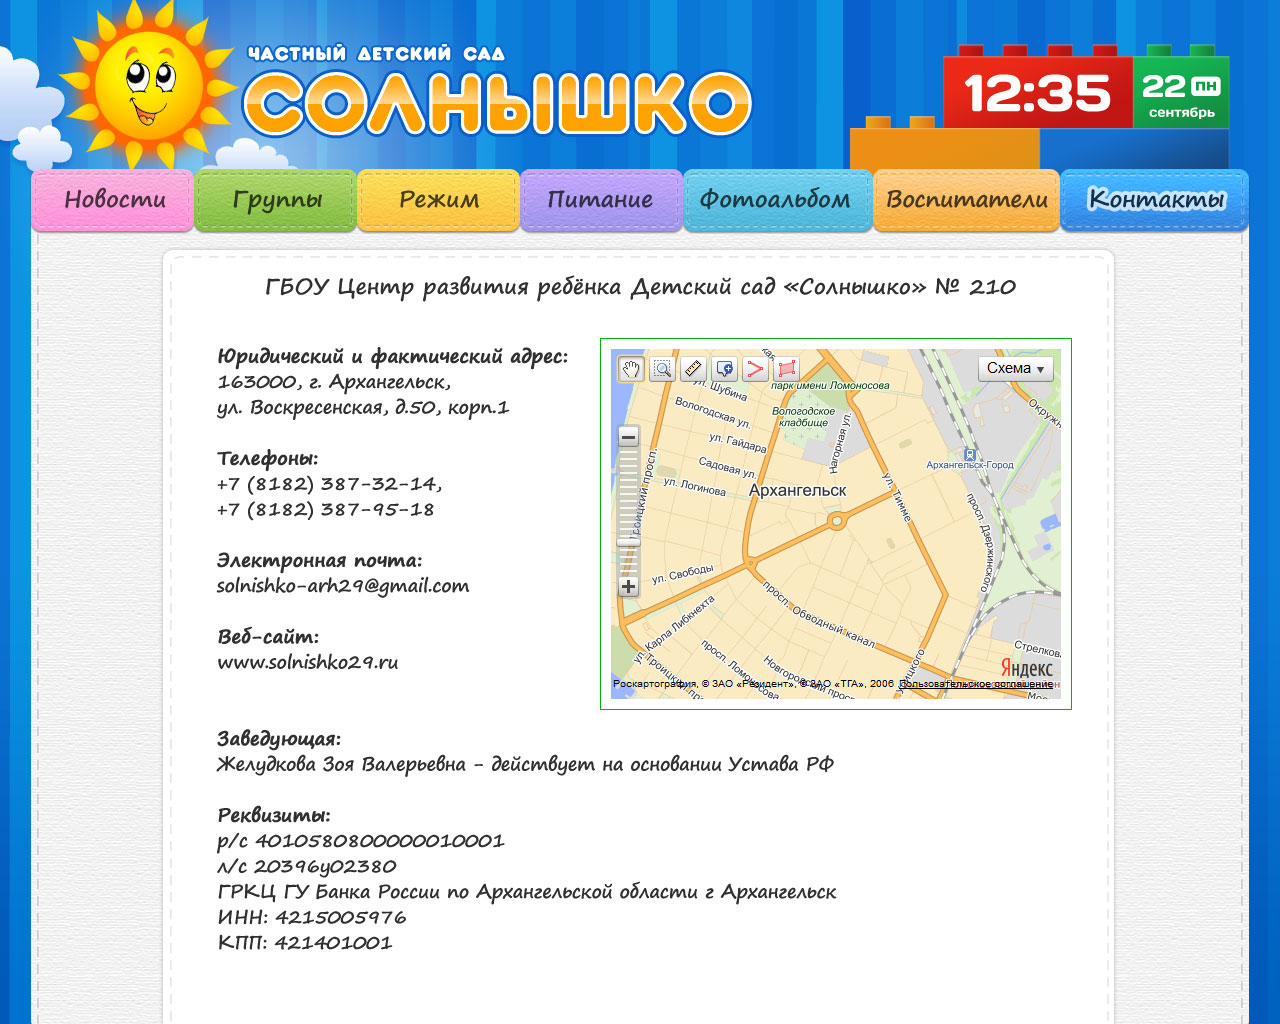 ЧАСТНЫЙ ДЕТСКИЙ САД
СОЛНЫШКО
12:35
22 ПН
сентябрь
Новости
Группы
Режим
Питание
Фотоальбом
Воспитатели
Контакты
ГБОУ Центр развития ребёнка Детский сад «Солнышко» № 210
Юридический и фактический адрес:
163000, г. Архангельск,
ул. Воскресенская, д.50, корп.1
Телефоны:
+7 (8182) 387-32-14,
+7 (8182) 387-95-18
Электронная почта:
solnishko-arh29@gmail.com
Веб-сайт:
www.solnishko29.ru
Схема
ул. Шубина
парк имени Ломоносова
Вологодская ул.
Вологодское
кладбище
Окружн
ул. Гайдара
Нагорная ул.
Садовая ул.
Архангельск-Город
ул. Логинова
Архангельск
ул. Тимме
Троицкий просп.
просп. Дзержинского
ул. Свободы
просп. Обводный канал
ул. Карла Либкнехта
просп. Ломоносова
Новгородский просп.
Троицкий пр
Стрелков
Яндекс
Роскартография, © ЗАО «Резидент», © ЗАО «ТГА», 2006 Пользовательское соглашение
Заведующая:
Желудкова Зоя Валерьевна - действует на основании Устава РФ
Реквизиты:
р/с 4010580800000010001
л/с 20396у02380
ГРКЦ ГУ Банка России по Архангельской области г Архангельск
ИНН: 4215005976
КПП: 421401001